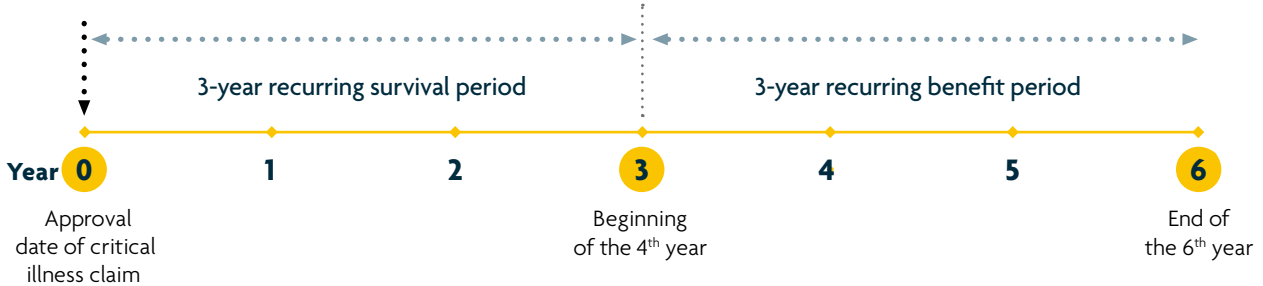 3-year recurring survival period
3-year recurring benefit period
Year 0 1 2 3 4 5 6
Approval
date of critical
illness claim
Beginning
of the 4th year
End of
the 6th year